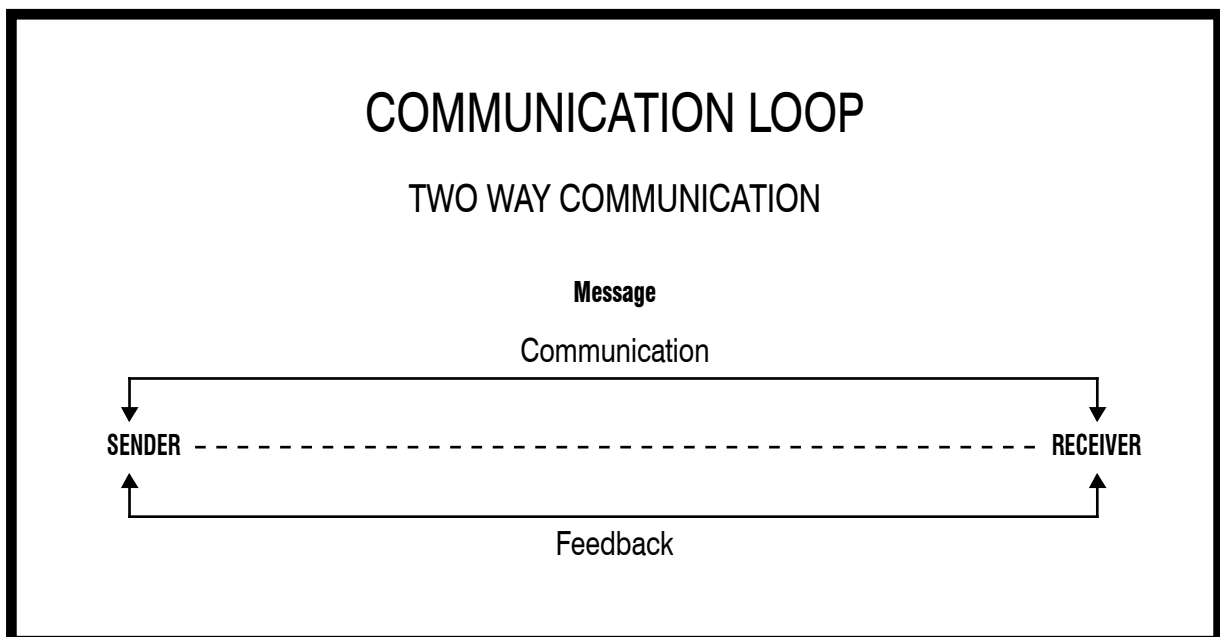 COMMUNICATION LOOP
TWO WAY COMMUNICATION
Message
Communication
SENDER
RECEIVER
Feedback